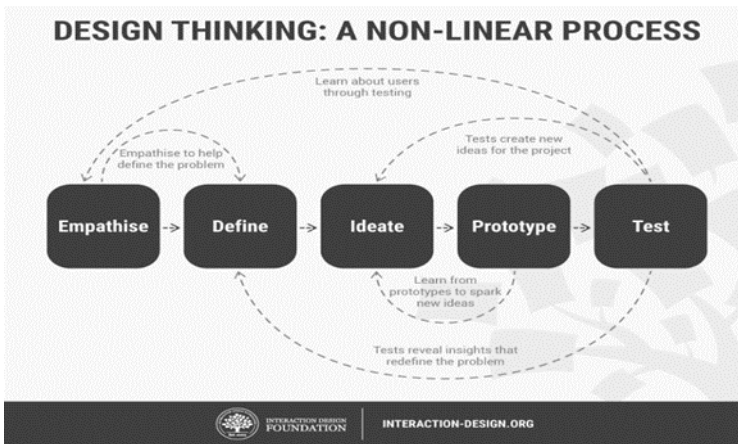 DESIGN THINKING: A NON-LINEAR PROCESS
Learn about users
through testing
Empathise to help
define the problem
Tests create new
ideas for the project
Empathise
Define
Ideate
Prototype
Test
Learn from
prototypes to spark
new ideas
Tests reveal insights that
redefine the problem
INTERACTION DESIGN
FOUNDATION
INTERACTION-DESIGN.ORG